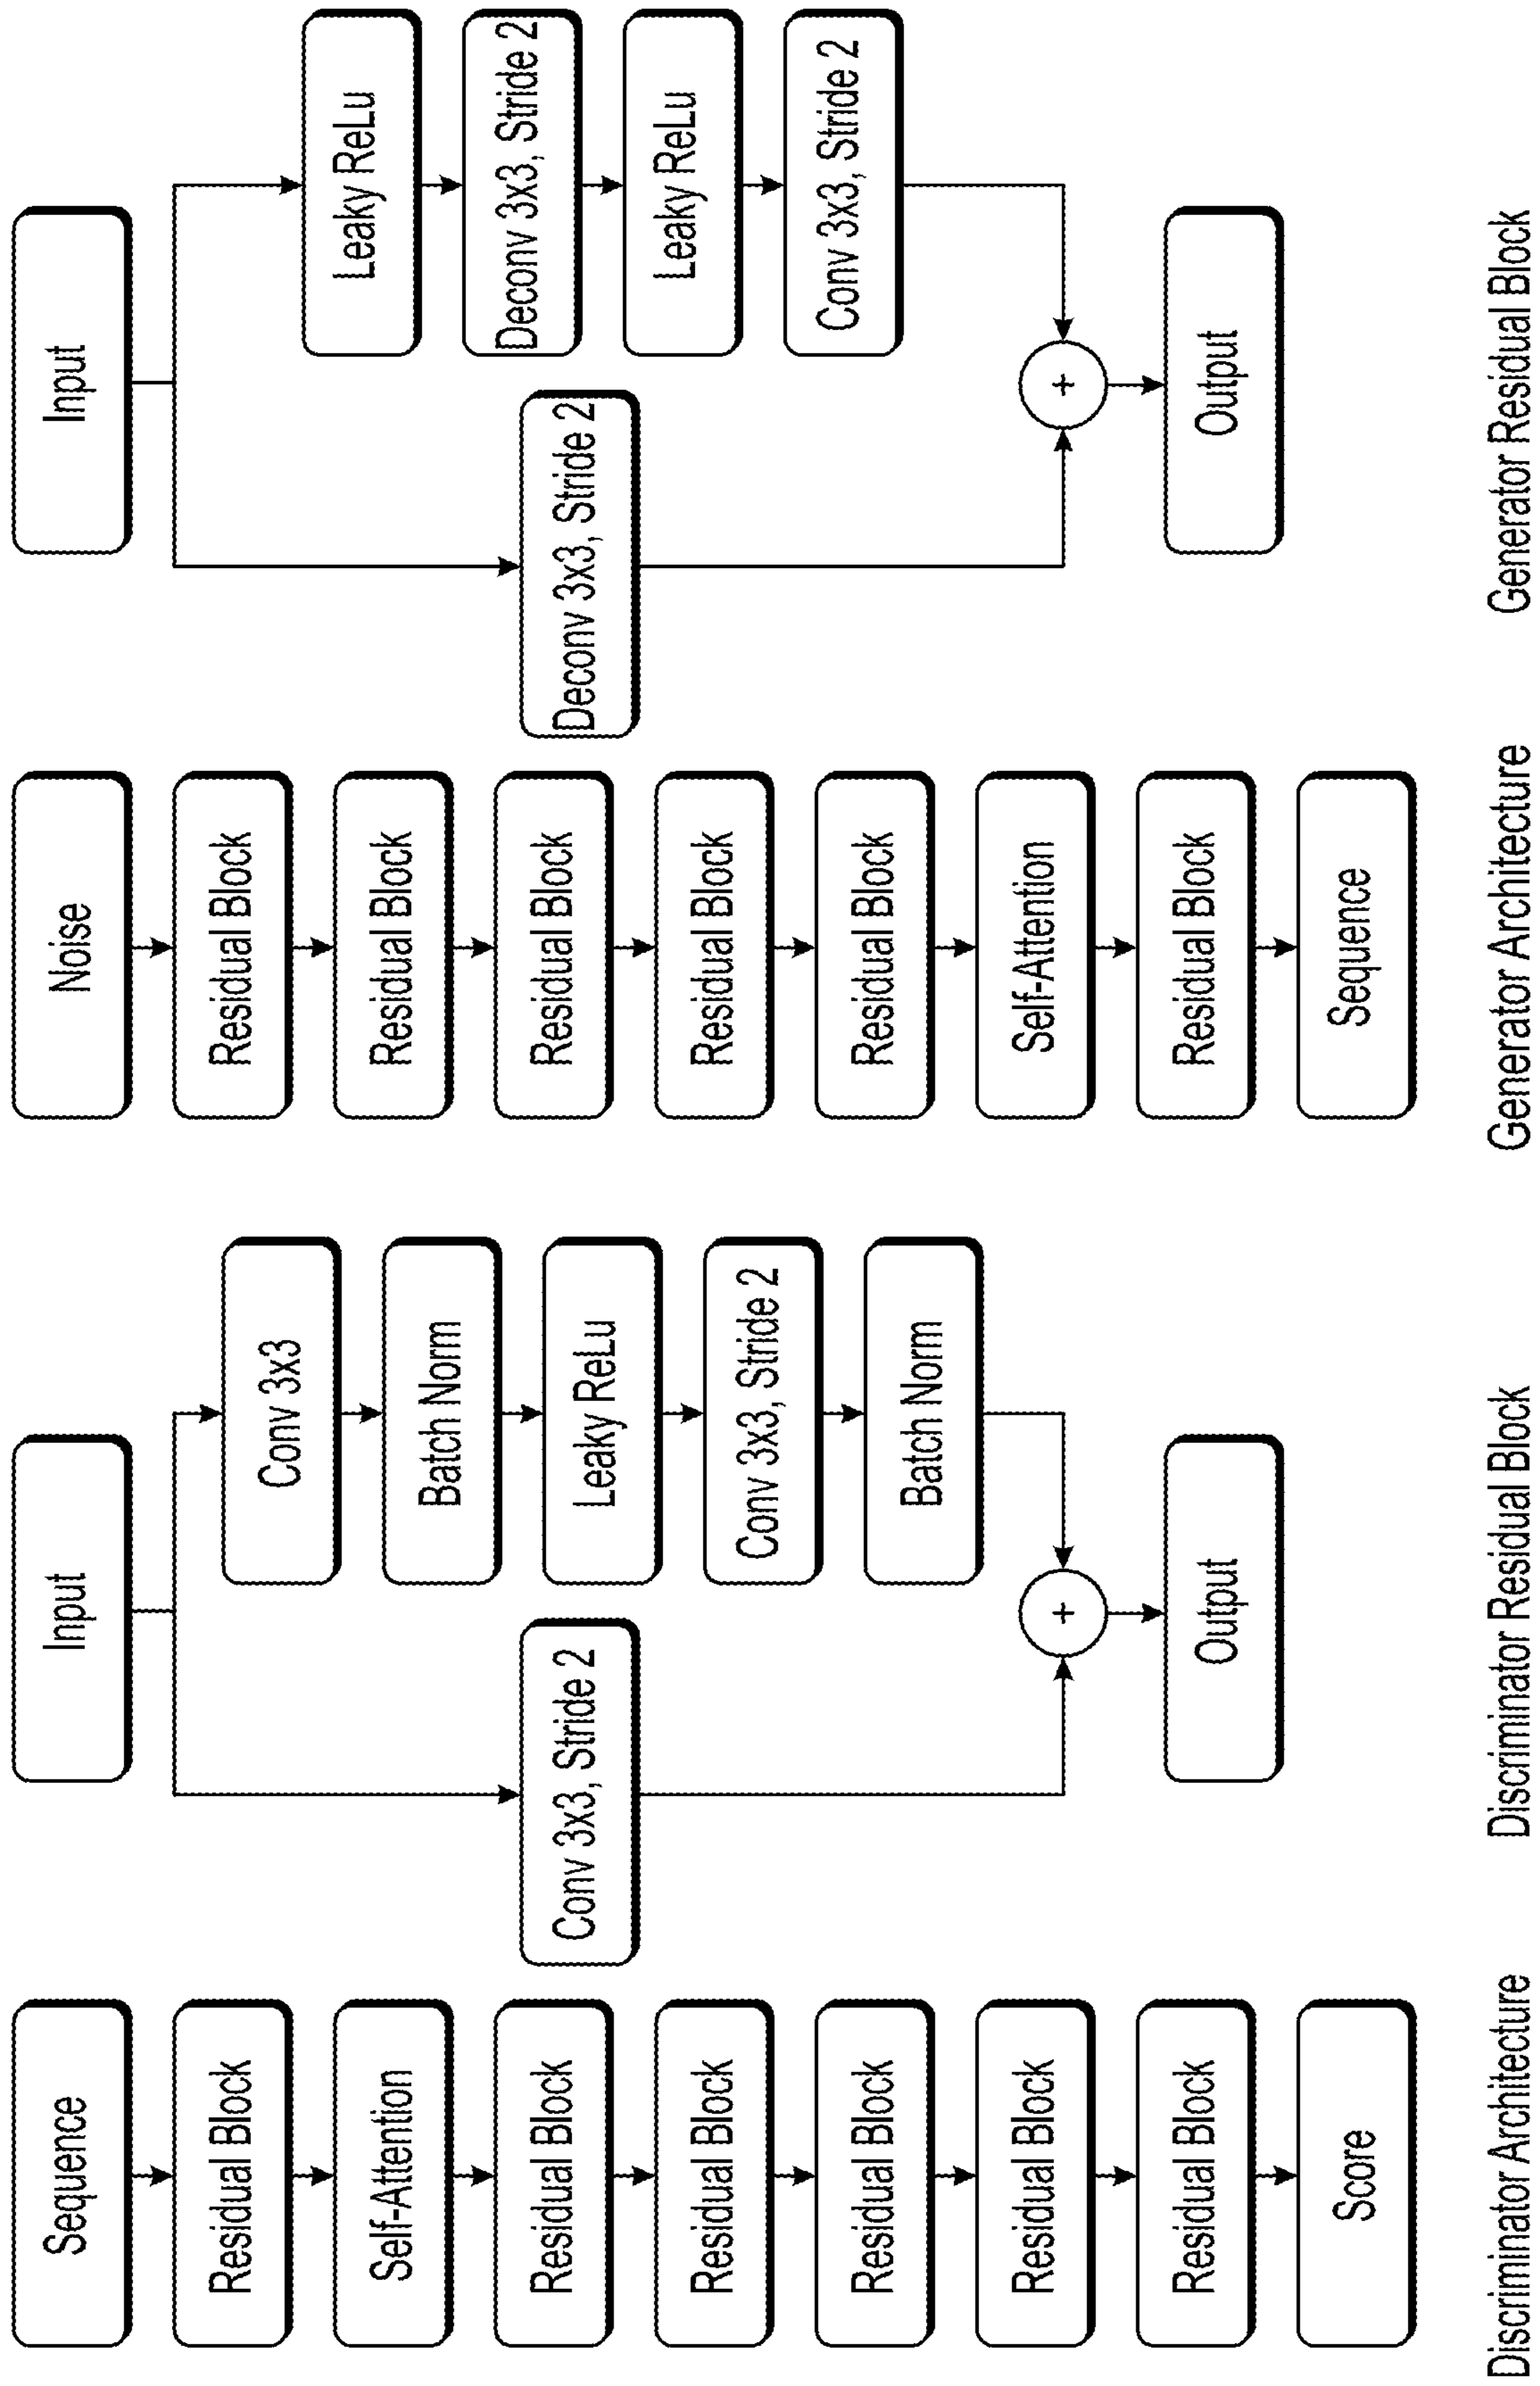 Sequence
Residual Block
Self-Attention
Residual Block
Residual Block
Residual Block
Residual Block
Residual Block
Score
Discriminator Architecture
Input
Conv 3x3, Stride 2
Conv 3x3
Batch Norm
Leaky ReLu
Conv 3x3, Stride 2
Batch Norm
+
Output
Discriminator Residual Block
Noise
Residual Block
Residual Block
Residual Block
Residual Block
Residual Block
Self-Attention
Residual Block
Sequence
Generator Architecture
Input
Deconv 3x3, Stride 2
Leaky ReLu
Deconv 3x3, Stride 2
Leaky ReLu
Conv 3x3, Stride 2
+
Output
Generator Residual Block